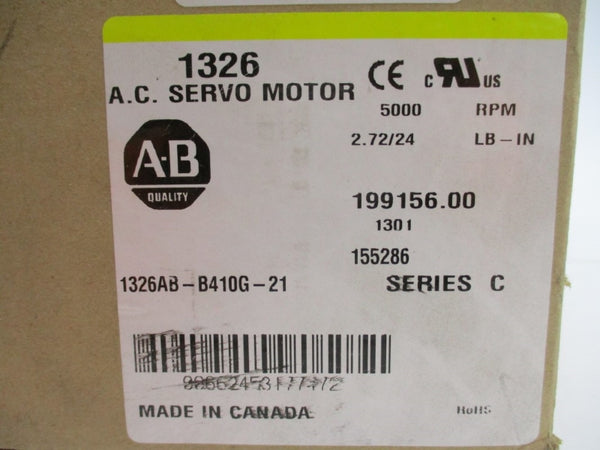 1326
A.C. SERVO MOTOR
CE c RU us
5000 RPM
2.72/24 LB-IN
A-B
QUALITY
199156.00
1301
155286
1326AB-B410G-21 SERIES C
MADE IN CANADA RoHS